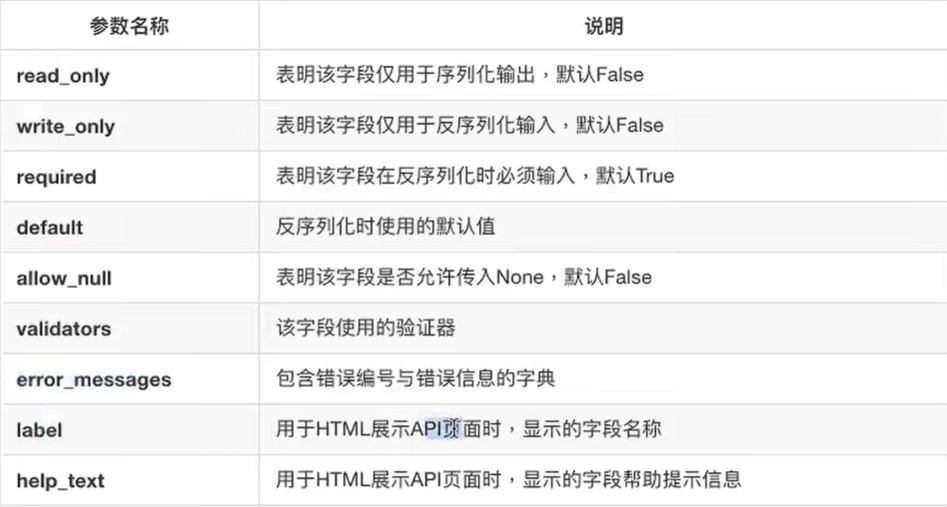 参数名称 说明
read_only 表明该字段仅用于序列化输出，默认False
write_only 表明该字段仅用于反序列化输入，默认False
required 表明该字段在反序列化时必须输入，默认True
default 反序列化时使用的默认值
allow_null 表明该字段是否允许传入None，默认False
validators 该字段使用的验证器
error_messages 包含错误编号与错误信息的字典
label 用于HTML展示API页面时，显示的字段名称
help_text 用于HTML展示API页面时，显示的字段帮助提示信息